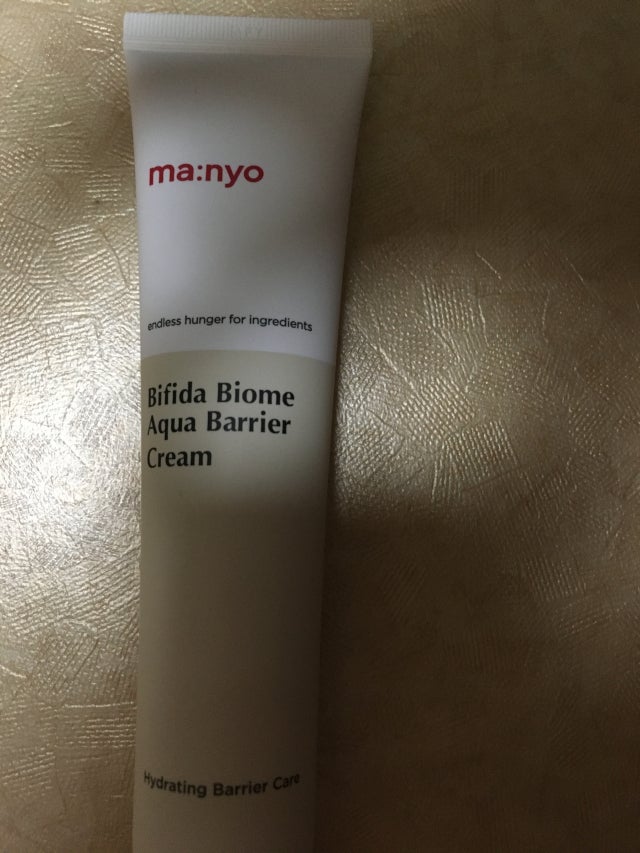 ma:nyo
endless hunger for ingredients
Bifida Biome
Aqua Barrier
Cream
Hydrating Barrier Care